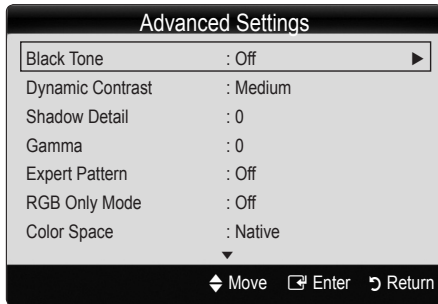 Advanced Settings
Black Tone : Off ▶
Dynamic Contrast : Medium
Shadow Detail : 0
Gamma : 0
Expert Pattern : Off
RGB Only Mode : Off
Color Space : Native
▼
Move Enter Return